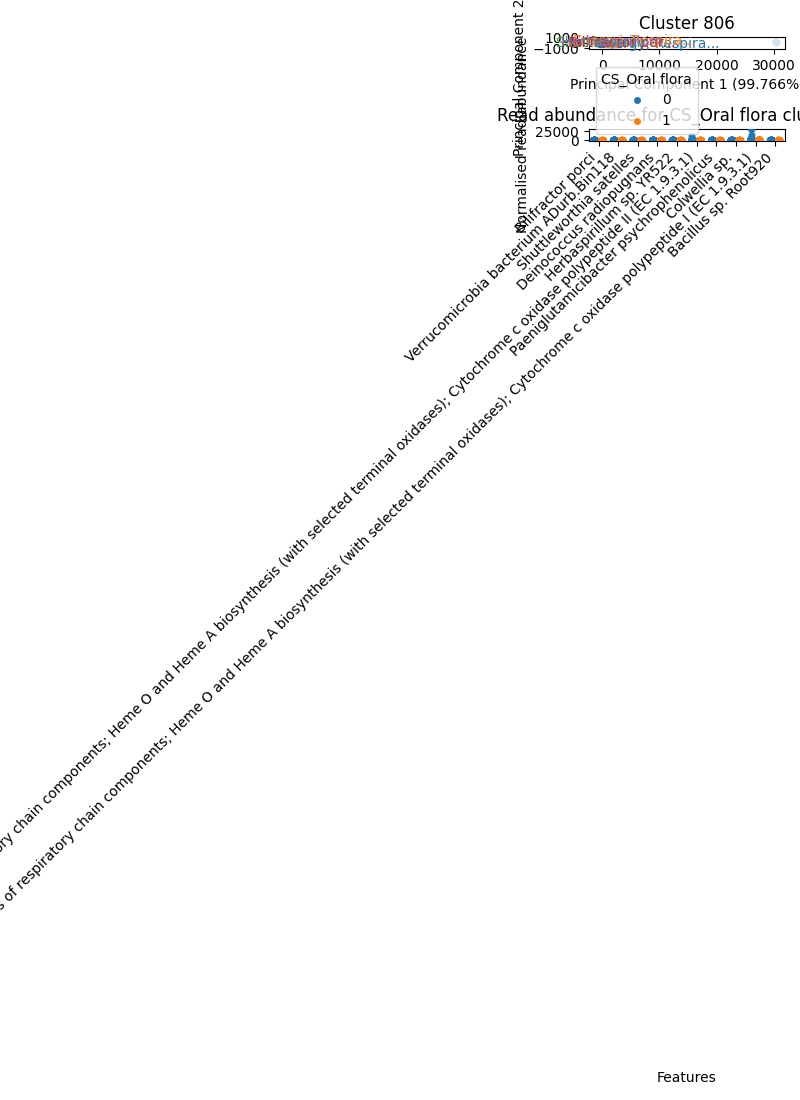 Cluster 806
Principal Component 2
1000
−1000
0
10000
20000
30000
Principal Component 1 (99.766%
CS_Oral flora
0
1
Read abundance for CS_Oral flora clu
Normalised read abundance
25000
0
Filifractor porci
Verrucomicrobia bacterium ADurb.Bin118
Shuttleworthia satelles
Deinococcus radiopugnans
Herbaspirillum sp. YR522
ory chain components; Heme O and Heme A biosynthesis (with selected terminal oxidases); Cytochrome c oxidase polypeptide II (EC 1.9.3.1)
Paeniglutamicibacter psychrophenolicus
Colwellia sp.
s of respiratory chain components; Heme O and Heme A biosynthesis (with selected terminal oxidases); Cytochrome c oxidase polypeptide I (EC 1.9.3.1)
Bacillus sp. Root920
Features